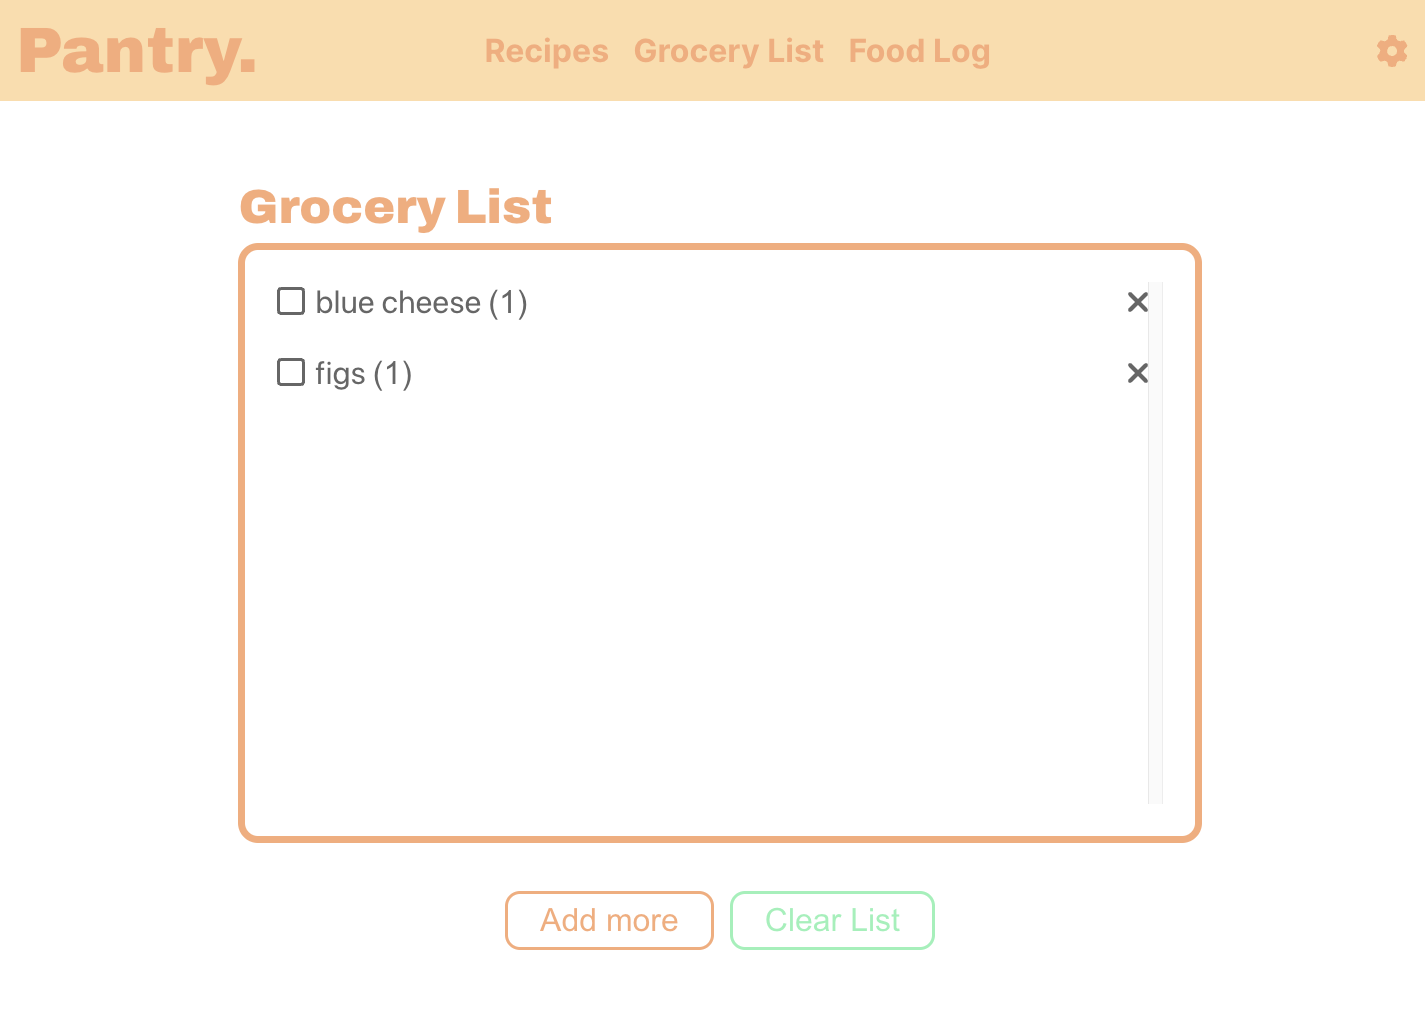 Pantry.
Recipes Grocery List Food Log
Grocery List
blue cheese (1)
figs (1)
Add more
Clear List